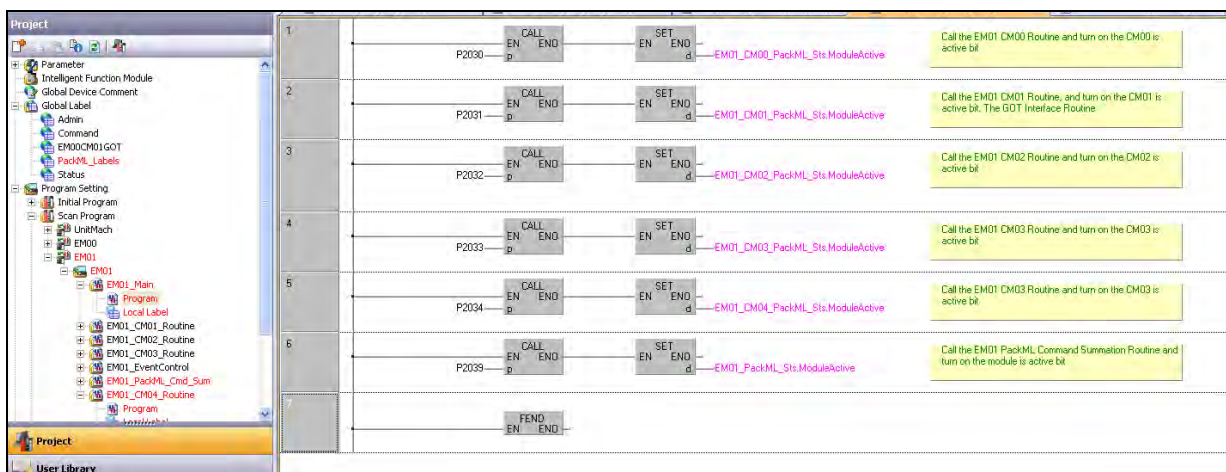 Project
Parameter
Intelligent Function Module
Global Device Comment
Global Label
Admin
Command
EM00CM01GOT
PackML_Labels
Status
Program Setting
Initial Program
Scan Program
UnitMach
EM00
EM01
EM01
EM01_Main
Program
Local Label
EM01_CM01_Routine
EM01_CM02_Routine
EM01_CM03_Routine
EM01_EventControl
EM01_PackML_Cmd_Sum
EM01_CM04_Routine
Program
Project
User Library
1
CALL
EN ENO
P2030
p
SET
EN ENO
d
EM01_CM00_PackML_Sts.ModuleActive
Call the EM01 CM00 Routine and turn on the CM00 is
active bit
2
CALL
EN ENO
P2031
p
SET
EN ENO
d
EM01_CM01_PackML_Sts.ModuleActive
Call the EM01 CM01 Routine, and turn on the CM01 is
active bit. The GOT Interface Routine
3
CALL
EN ENO
P2032
p
SET
EN ENO
d
EM01_CM02_PackML_Sts.ModuleActive
Call the EM01 CM02 Routine and turn on the CM02 is
active bit
4
CALL
EN ENO
P2033
p
SET
EN ENO
d
EM01_CM03_PackML_Sts.ModuleActive
Call the EM01 CM03 Routine and turn on the CM03 is
active bit
5
CALL
EN ENO
P2034
p
SET
EN ENO
d
EM01_CM04_PackML_Sts.ModuleActive
Call the EM01 CM03 Routine and turn on the CM03 is
active bit
6
CALL
EN ENO
P2039
p
SET
EN ENO
d
EM01_PackML_Sts.ModuleActive
Call the EM01 PackML Command Summation Routine and
turn on the module is active bit
7
FEND
EN ENO